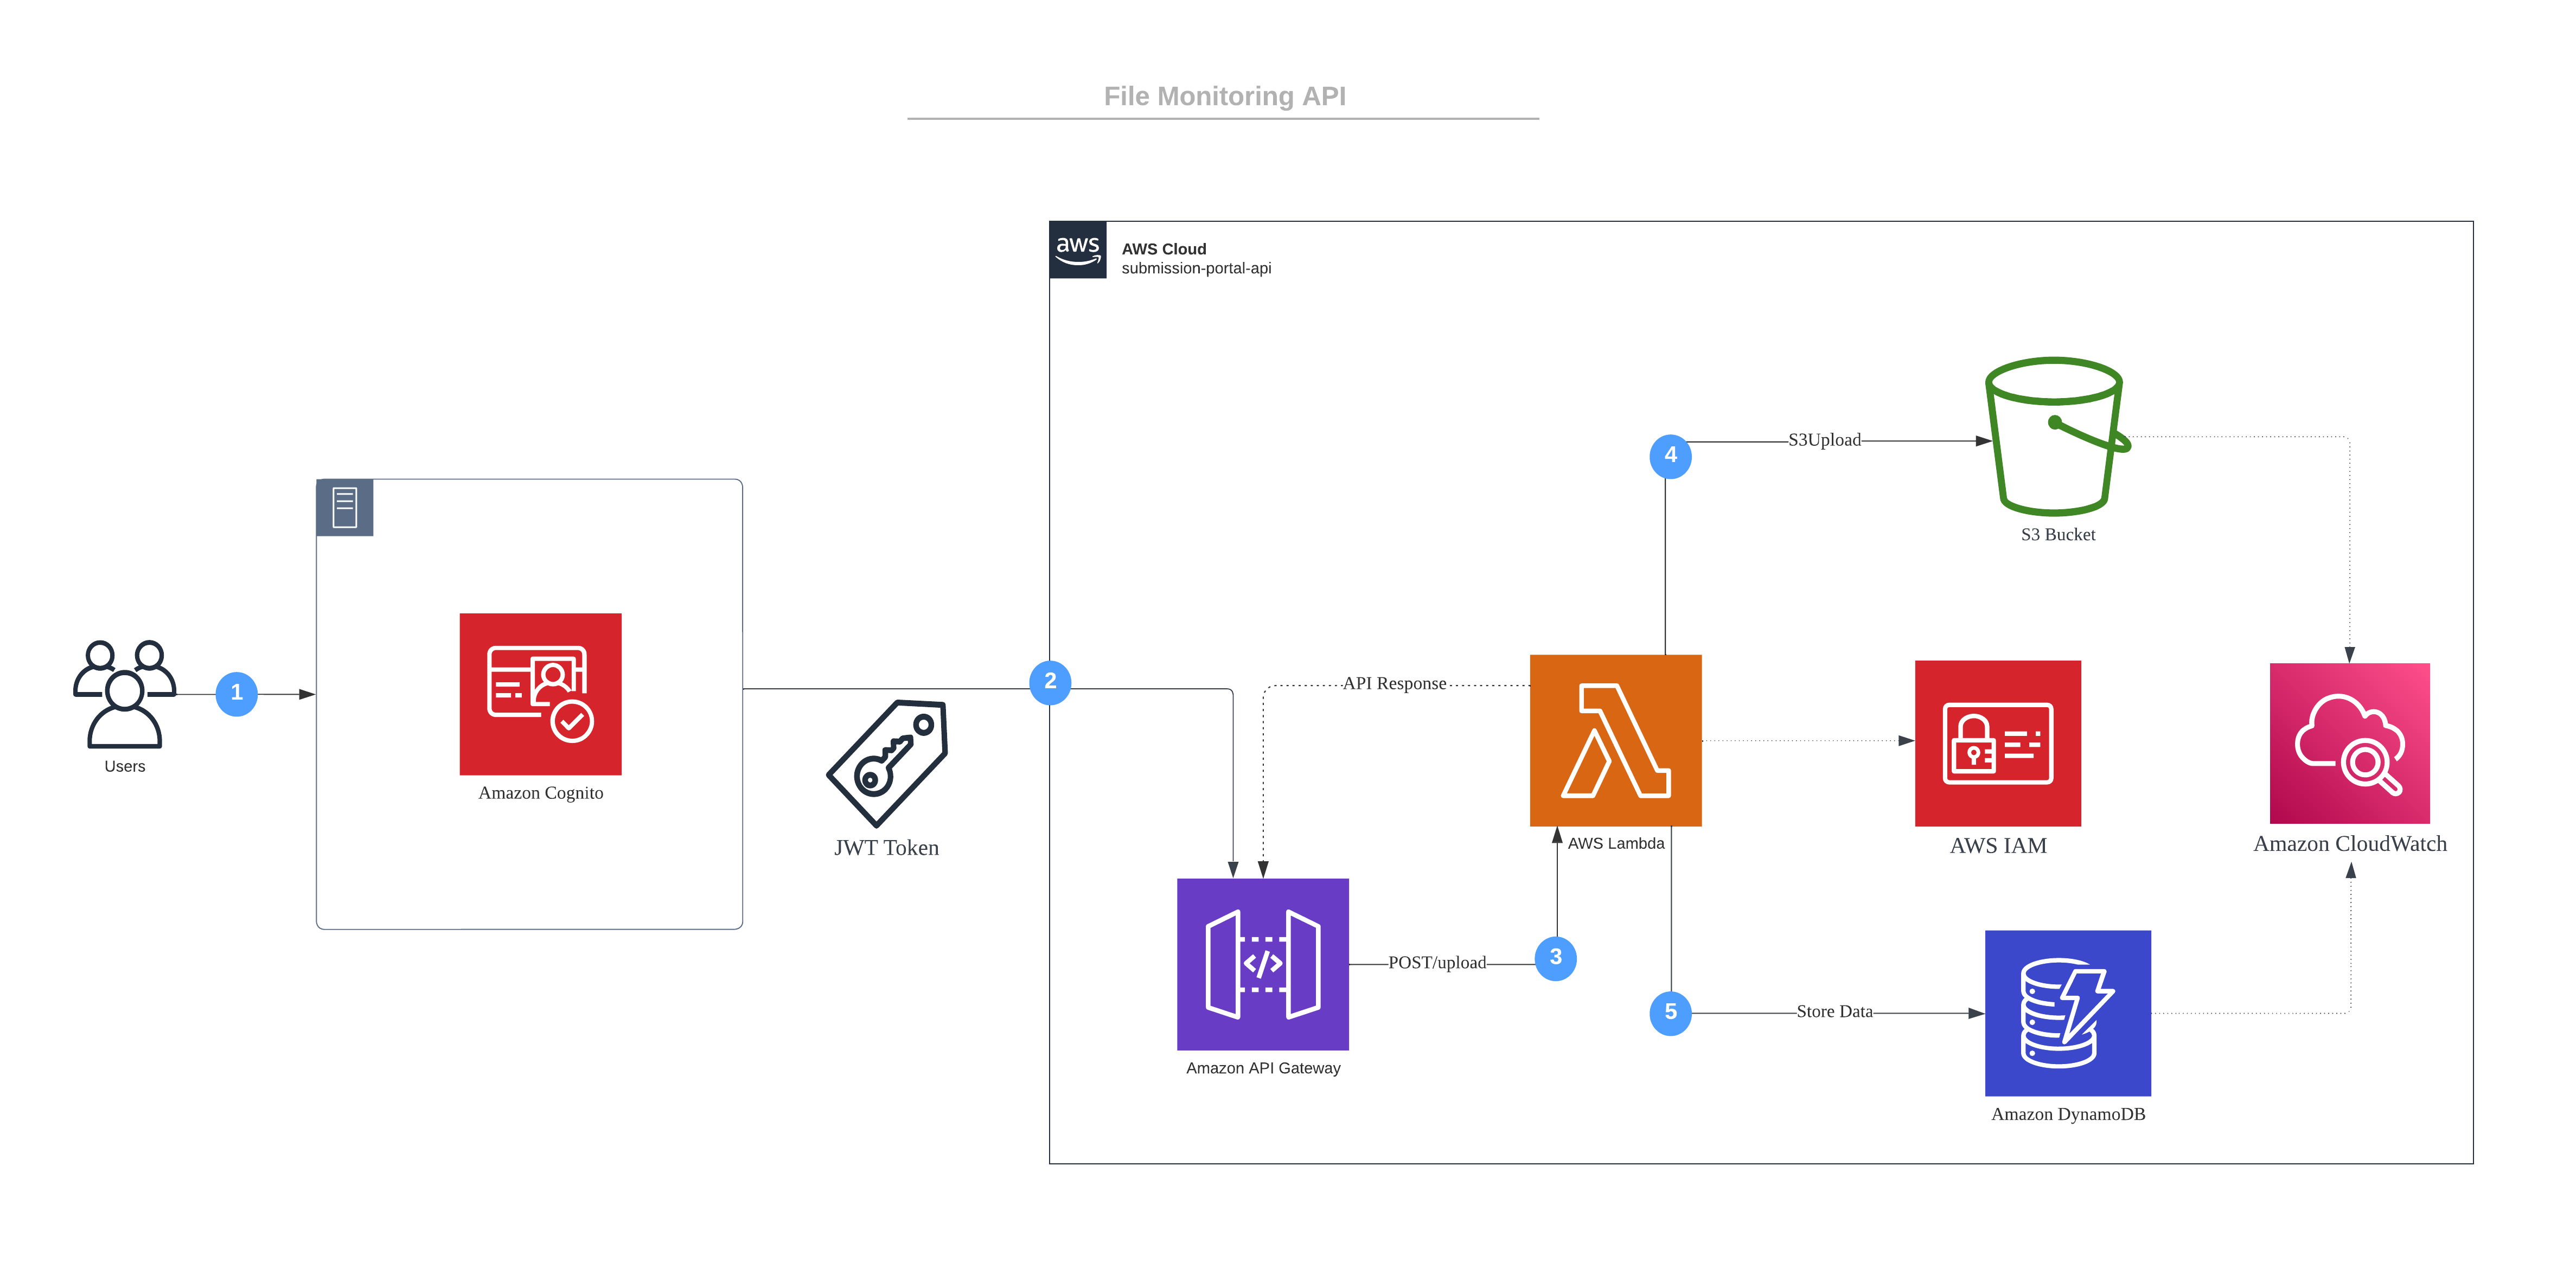 File Monitoring API
aws
AWS Cloud
submission-portal-api
4
S3Upload
S3 Bucket
1
Users
Amazon Cognito
2
JWT Token
API Response
AWS Lambda
AWS IAM
Amazon CloudWatch
POST/upload
3
Amazon API Gateway
5
Store Data
Amazon DynamoDB